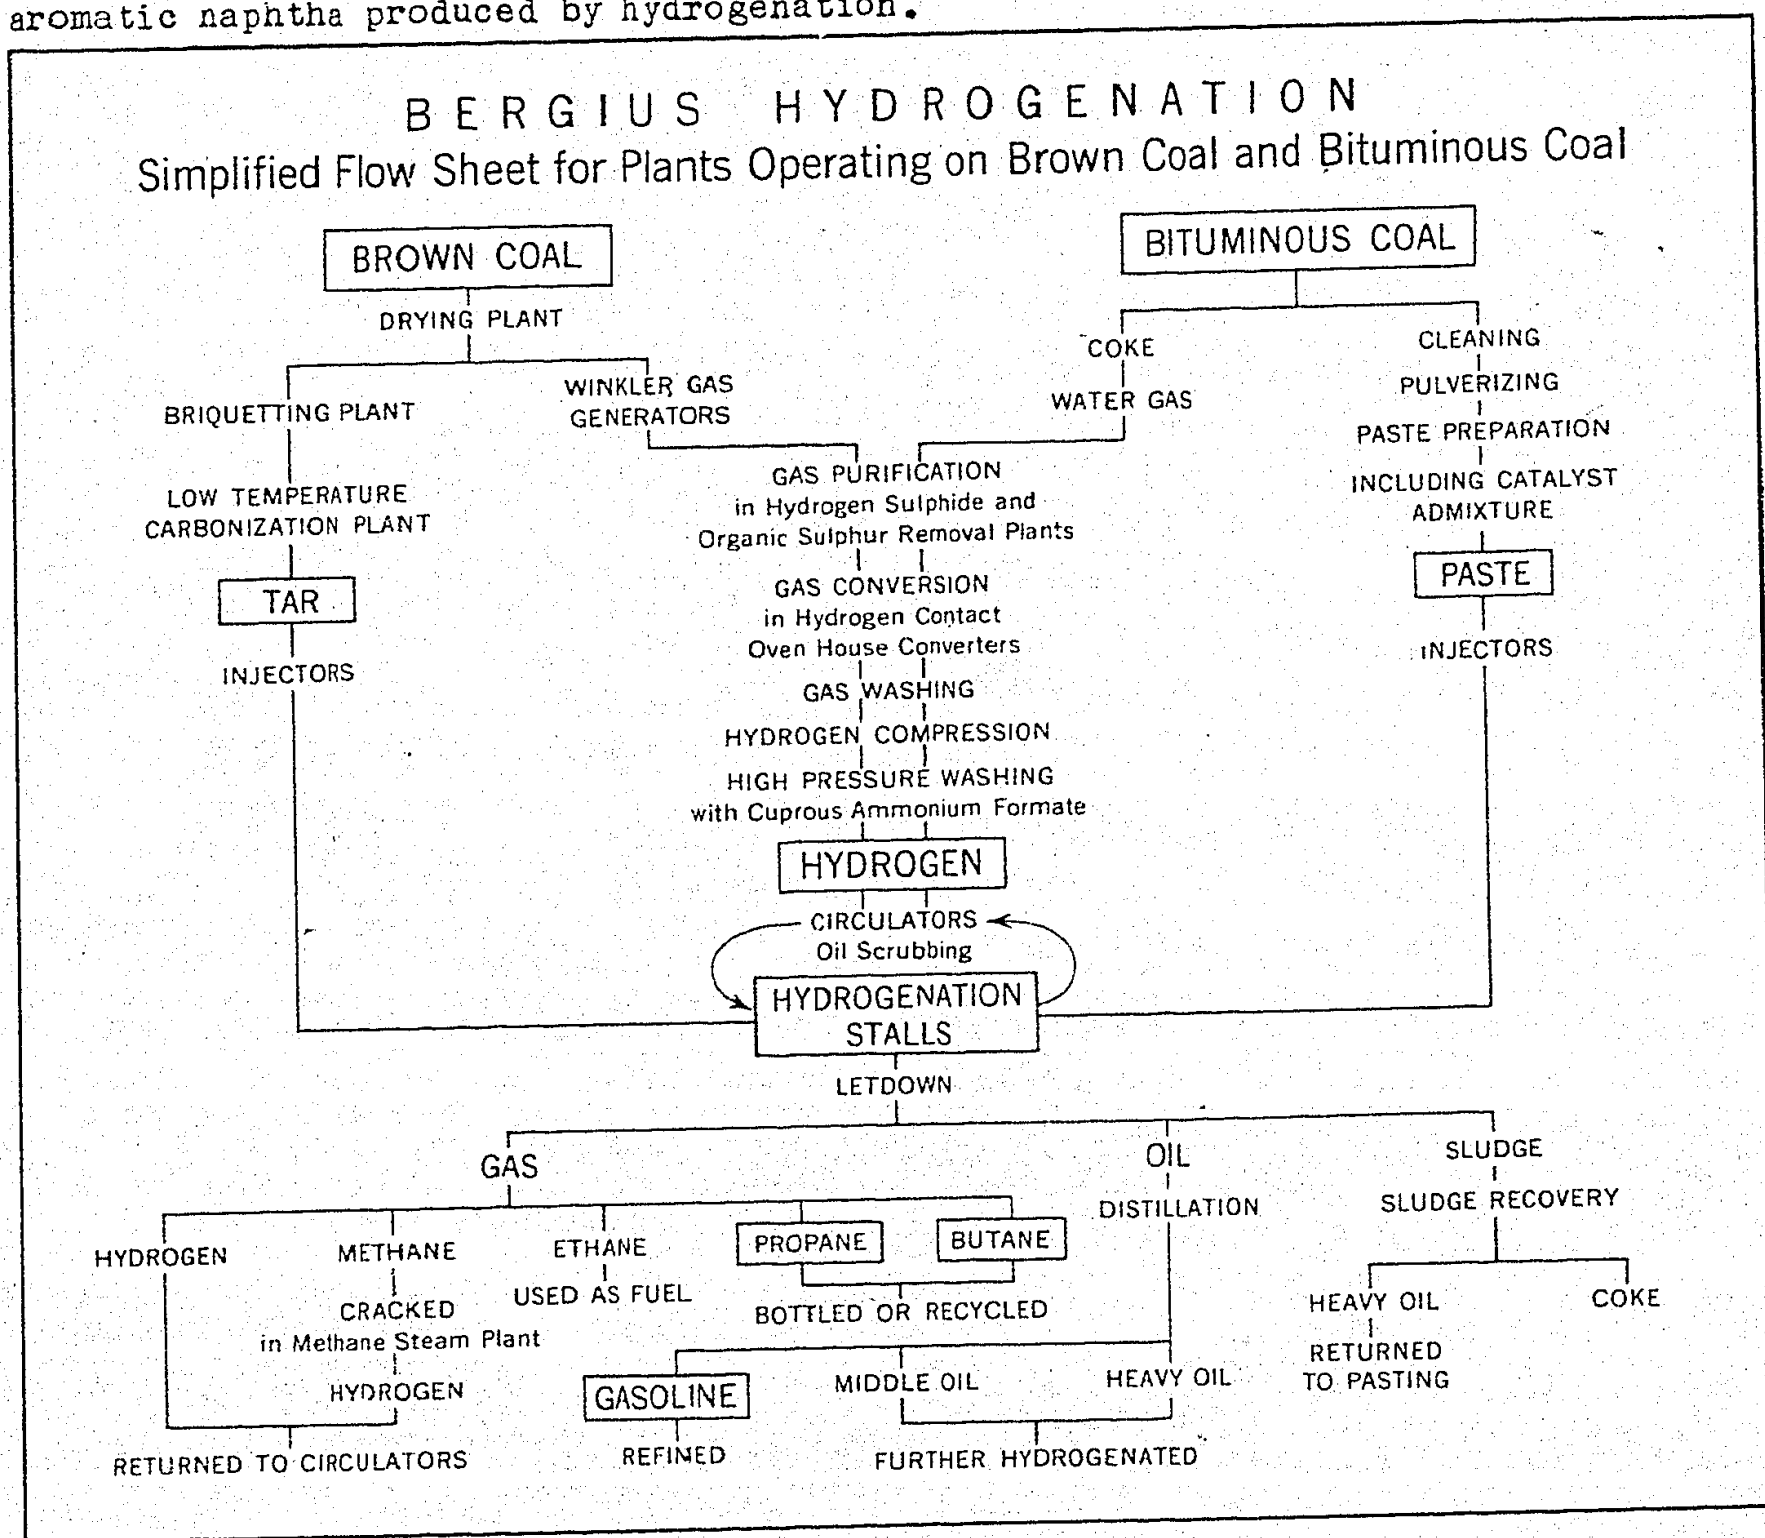 aromatic naphtha produced by hydrogenation.
BERGIUS HYDROGENATION
Simplified Flow Sheet for Plants Operating on Brown Coal and Bituminous Coal
BROWN COAL
DRYING PLANT
BRIQUETTING PLANT
LOW TEMPERATURE
CARBONIZATION PLANT
TAR
INJECTORS
WINKLER GAS
GENERATORS
BITUMINOUS COAL
COKE
WATER GAS
CLEANING
PULVERIZING
PASTE PREPARATION
INCLUDING CATALYST
ADMIXTURE
PASTE
INJECTORS
GAS PURIFICATION
in Hydrogen Sulphide and
Organic Sulphur Removal Plants
GAS CONVERSION
in Hydrogen Contact
Oven House Converters
GAS WASHING
HYDROGEN COMPRESSION
HIGH PRESSURE WASHING
with Cuprous Ammonium Formate
HYDROGEN
CIRCULATORS
Oil Scrubbing
HYDROGENATION
STALLS
LETDOWN
GAS
HYDROGEN
METHANE
CRACKED
in Methane Steam Plant
HYDROGEN
RETURNED TO CIRCULATORS
ETHANE
USED AS FUEL
PROPANE
BUTANE
BOTTLED OR RECYCLED
OIL
DISTILLATION
GASOLINE
REFINED
MIDDLE OIL
HEAVY OIL
FURTHER HYDROGENATED
SLUDGE
SLUDGE RECOVERY
HEAVY OIL
RETURNED
TO PASTING
COKE